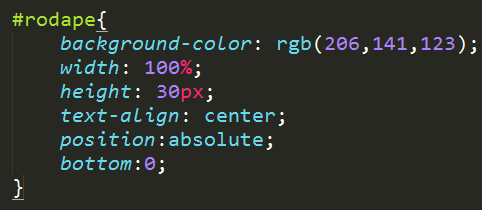 #rodape{
    background-color: rgb(206,141,123);
    width: 100%;
    height: 30px;
    text-align: center;
    position:absolute;
    bottom:0;
}